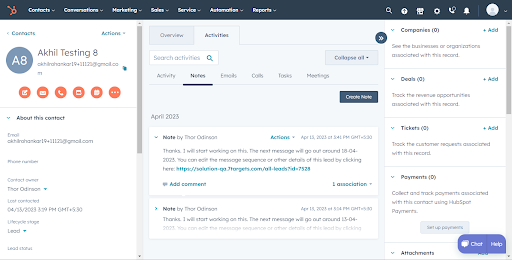 Contacts Conversations Marketing Sales Service Automation Reports
Contacts
Actions
A8
Akhil Testing 8
akhilrshankar19+11121@gmail.co
m
About this contact
Email
akhilrshankar19+11121@gmail.com
Phone number
Contact owner
Thor Odinson
Last contacted
04/13/2023 3:19 PM GMT+5:30
Lifecycle stage
Lead
Lead status
Overview
Activities
Search activities
Collapse all
Activity Notes Emails Calls Tasks Meetings
Create Note
April 2023
Note by Thor Odinson
Actions
Apr 13, 2023 at 3:41 PM GMT+5:30
Thanks. I will start working on this. The next message will go out around 18-04-
2023. You can edit the message sequence or other details of this lead by clicking
here: https://solution-qa.7targets.com/all-leads?id=7528
Add comment
1 association
Note by Thor Odinson
Apr 13, 2023 at 3:14 PM GMT+5:30
Thanks. I will start working on this. The next message will go out around 13-04-
2023. You can edit the message sequence or other details of this lead by clicking
Companies (0)
+ Add
See the businesses or organizations
associated with this record.
Deals (0)
+ Add
Track the revenue opportunities
associated with this record.
Tickets (0)
+ Add
Track the customer requests associated
with this record.
Payments (0)
Collect and track payments associated
with this contact using HubSpot
Payments.
Set up payments
Attachments
Add
Chat
Help